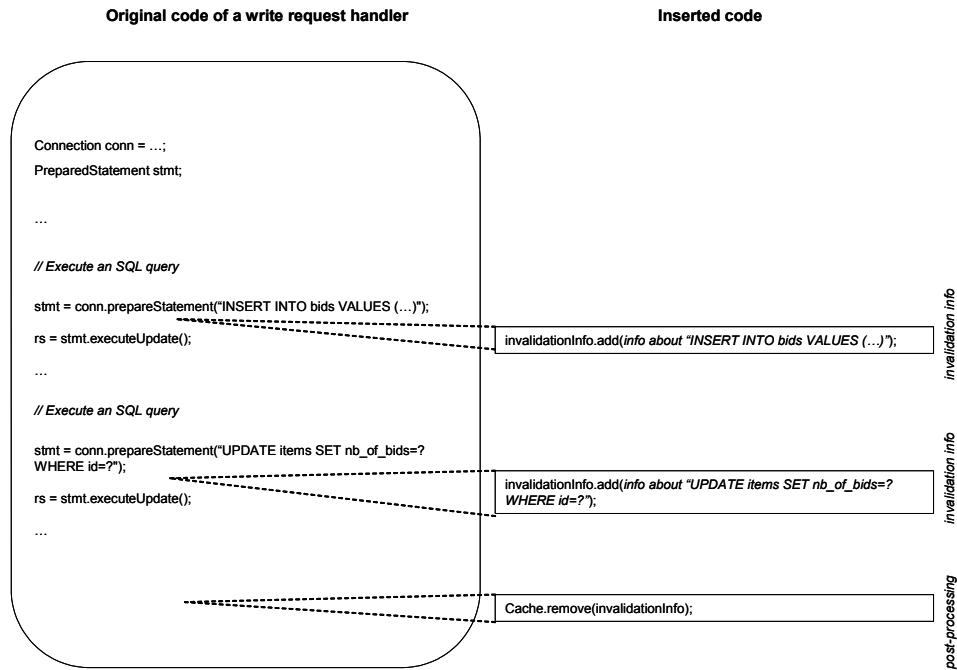 Original code of a write request handler
Inserted code
Connection conn = …;
PreparedStatement stmt;
…
// Execute an SQL query
stmt = conn.prepareStatement(“INSERT INTO bids VALUES (…)");
rs = stmt.executeUpdate();
invalidationInfo.add(info about “INSERT INTO bids VALUES (…)”);
invalidation info
…
// Execute an SQL query
stmt = conn.prepareStatement(“UPDATE items SET nb_of_bids=?
WHERE id=?");
rs = stmt.executeUpdate();
invalidationInfo.add(info about “UPDATE items SET nb_of_bids=?
WHERE id=?”);
invalidation info
…
Cache.remove(invalidationInfo);
post-processing